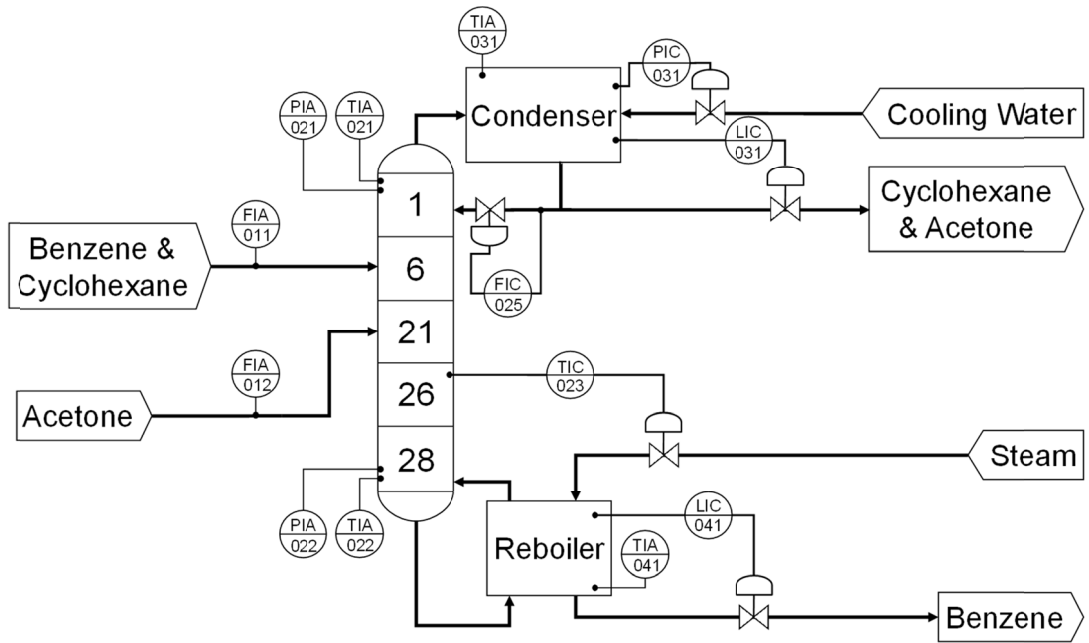 TIA
031
PIC
031
PIA
021
TIA
021
Condenser
Cooling Water
LIC
031
1
Cyclohexane
& Acetone
FIA
011
Benzene &
Cyclohexane
6
FIC
025
21
FIA
012
TIC
023
Acetone
26
28
Steam
PIA
022
TIA
022
LIC
041
Reboiler
TIA
041
Benzene